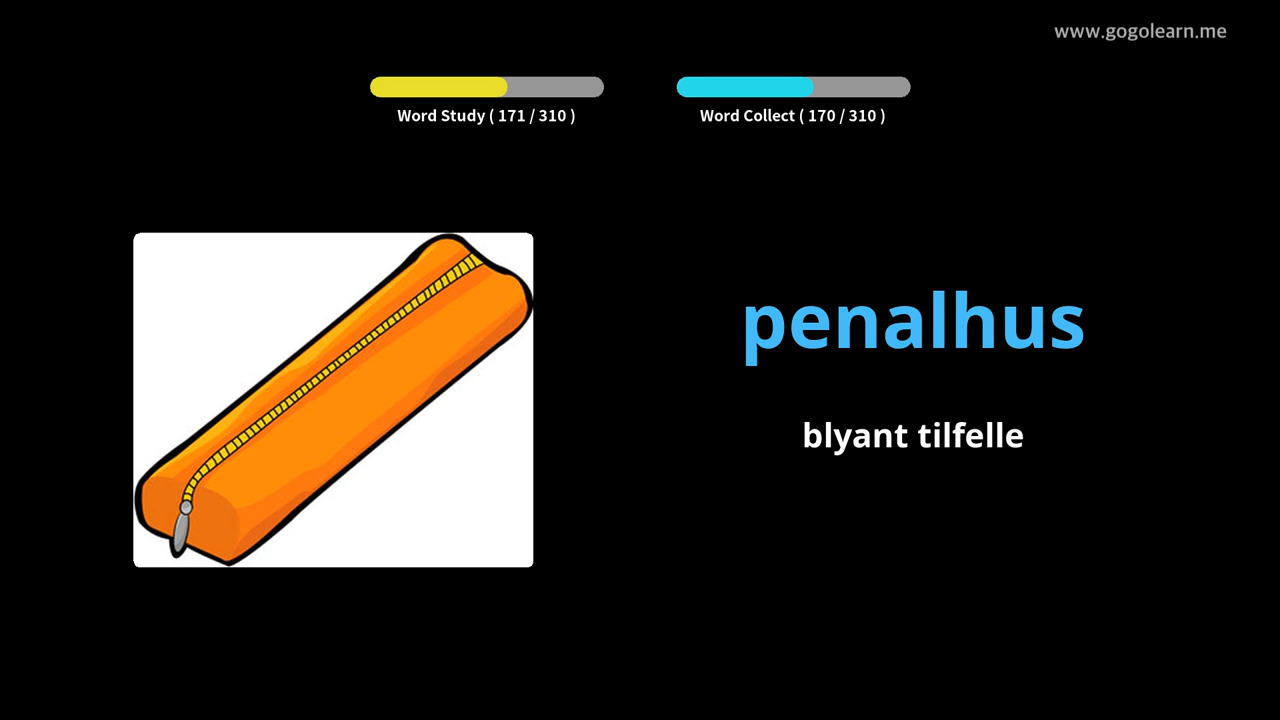 www.gogolearn.me
Word Study ( 171 / 310 )
Word Collect ( 170 / 310 )
penalhus
blyant tilfelle